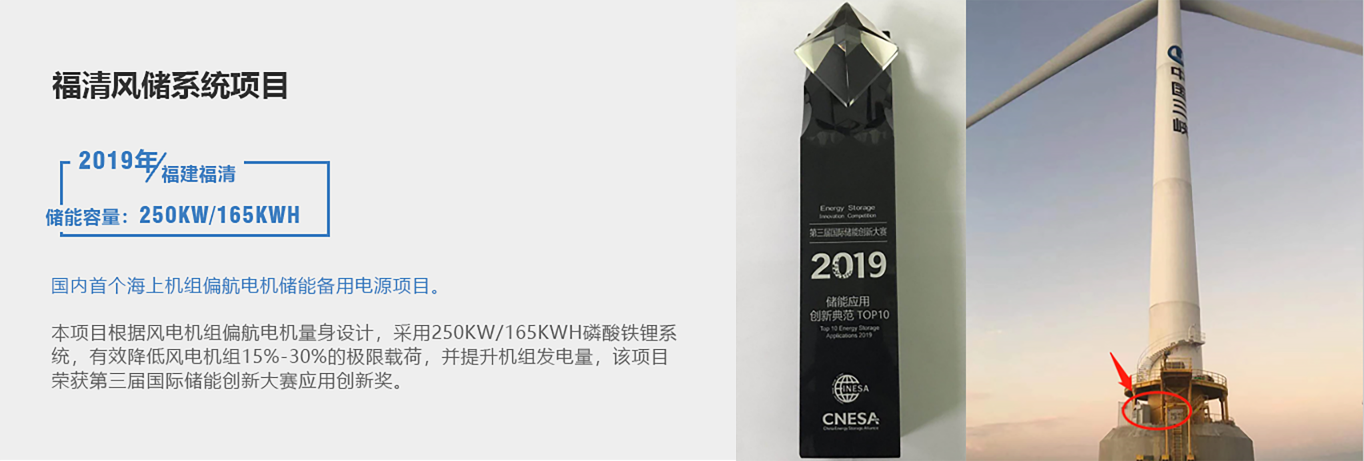 福清风储系统项目
2019年/福建福清
储能容量：250KW/165KWH
国内首个海上机组偏航电机储能备用电源项目。
本项目根据风电机组偏航电机量身设计，采用250KW/165KWH磷酸铁锂系
统，有效降低风电机组15%-30%的极限载荷，并提升机组发电量，该项目
荣获第三届国际储能创新大赛应用创新奖。
Energy Storage
Innovation Competition
第三届国际储能创新大赛
2019
储能应用
创新典范 TOP10
Top 10 Energy Storage
Applications 2019
CNESA
China Energy Storage Alliance
中国三峡